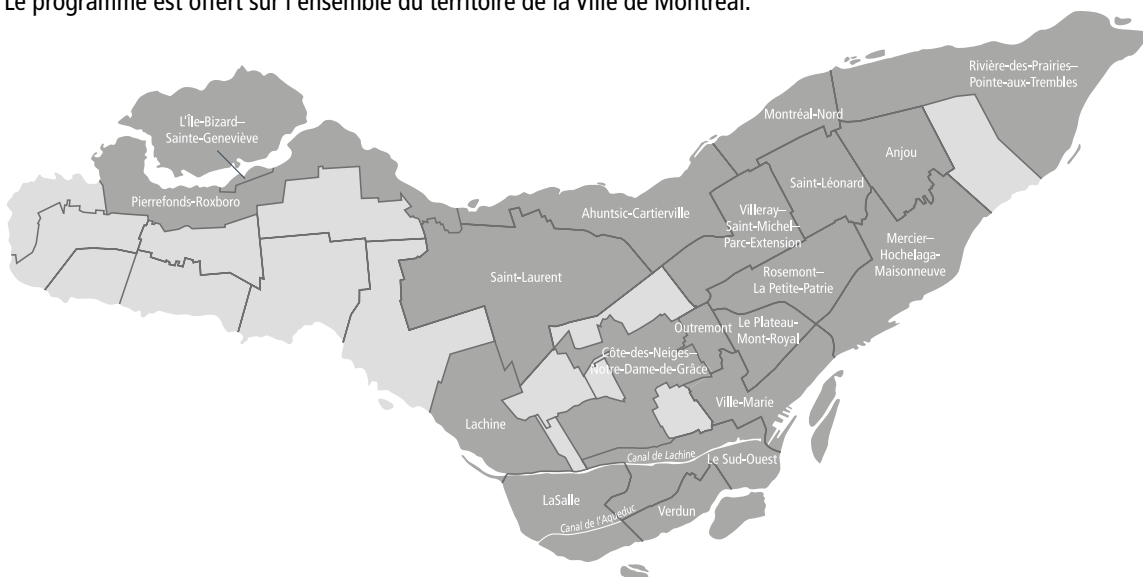 Le programme est offert sur l'ensemble du territoire de la Ville de Montréal.
Rivière-des-Prairies–
Pointe-aux-Trembles
L'Île-Bizard–
Sainte-Geneviève
Montréal-Nord
Anjou
Saint-Léonard
Pierrefonds-Roxboro
Ahuntsic-Cartierville
Villeray–
Saint-Michel–
Parc-Extension
Mercier–
Hochelaga-
Maisonneuve
Saint-Laurent
Rosemont–
La Petite-Patrie
Outremont
Le Plateau-
Mont-Royal
Côte-des-Neiges–
Notre-Dame-de-Grâce
Ville-Marie
Lachine
Canal de Lachine
Le Sud-Ouest
LaSalle
Canal de l'Aqueduc
Verdun